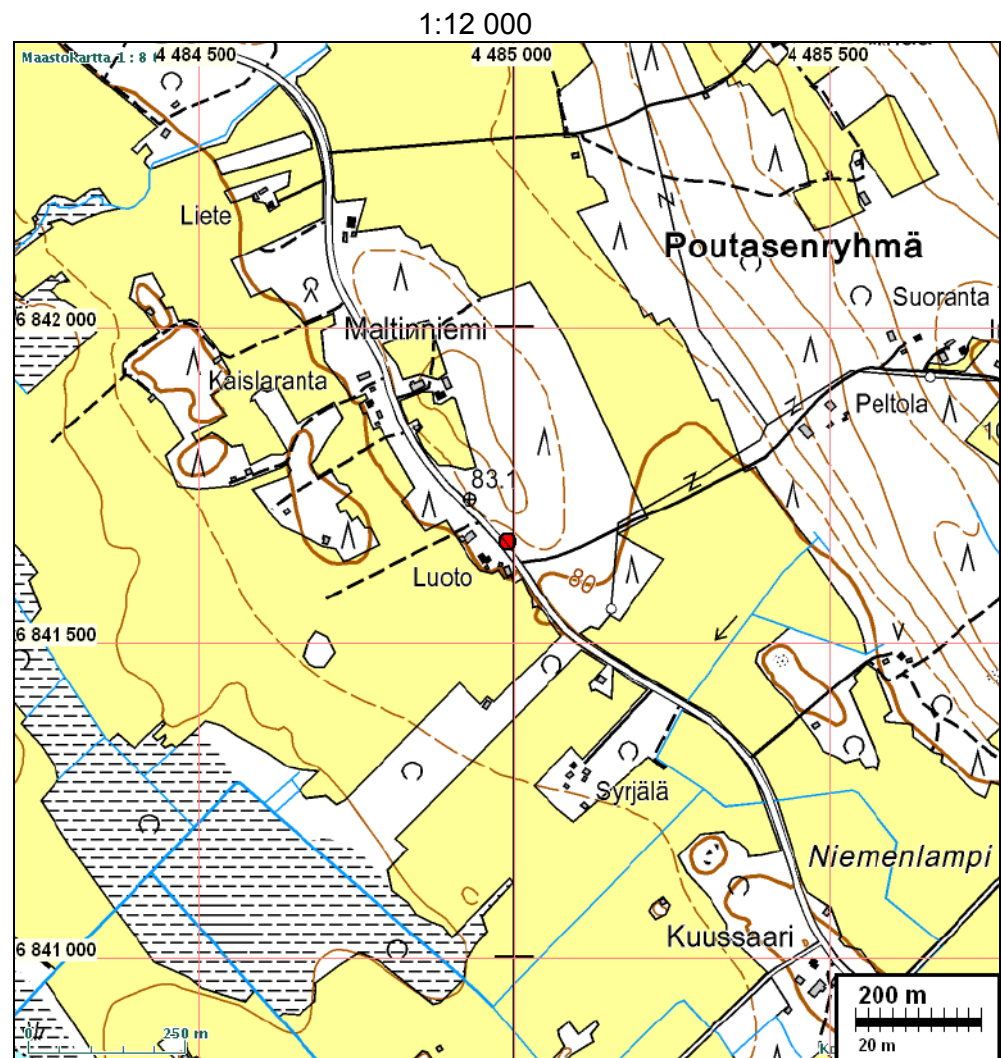 1:12 000
Maastokartta 1 : 8
4 484 500
4 485 000
4 485 500
Liete
Poutasenryhmä
Suoranta
6 842 000
Maltinniemi
Kaislaranta
Peltola
10
83.1
Luoto
80
6 841 500
Syrjälä
Niemenlampi
Kuussaari
6 841 000
200 m
20 m
0
250 m